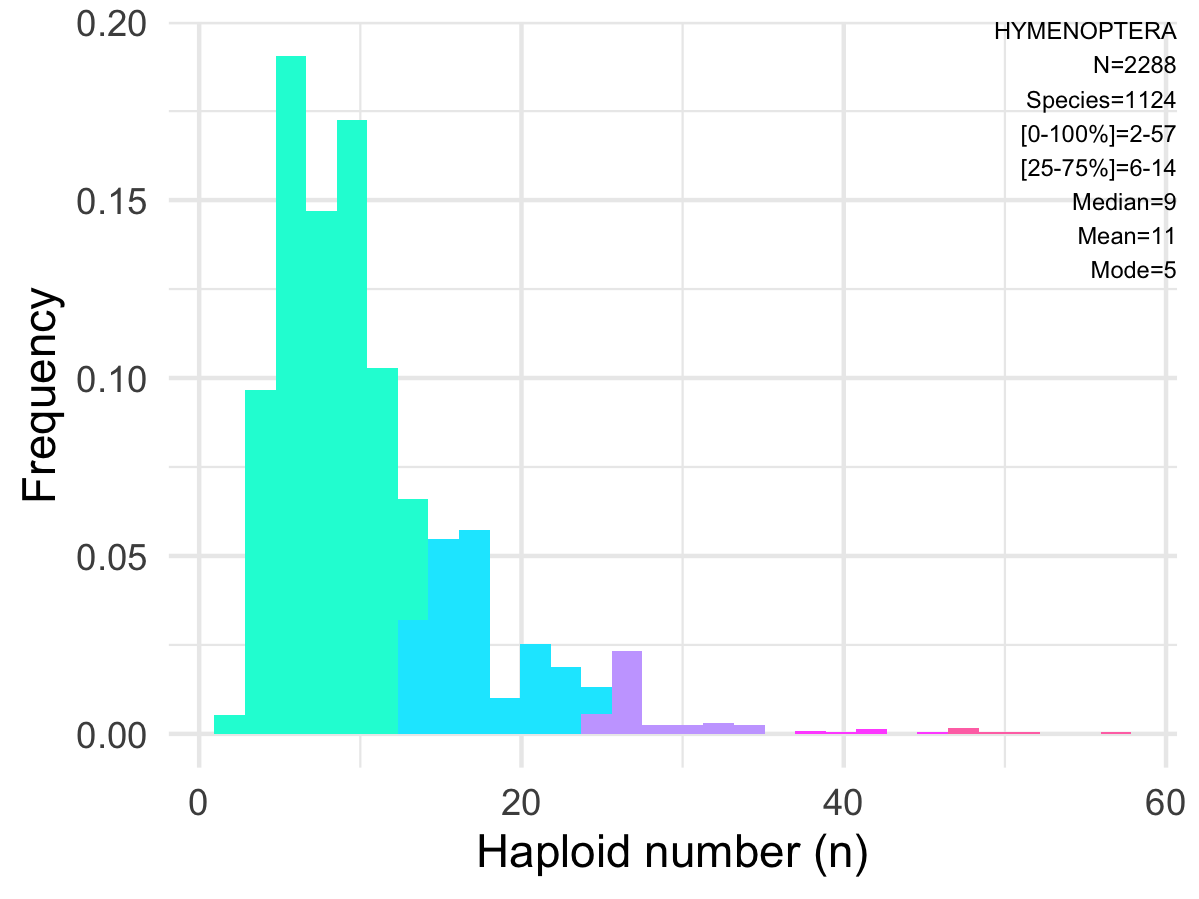 HYMENOPTERA
N=2288
Species=1124
[0-100%]=2-57
[25-75%]=6-14
Median=9
Mean=11
Mode=5
Frequency
0.20
0.15
0.10
0.05
0.00
0 20 40 60
Haploid number (n)